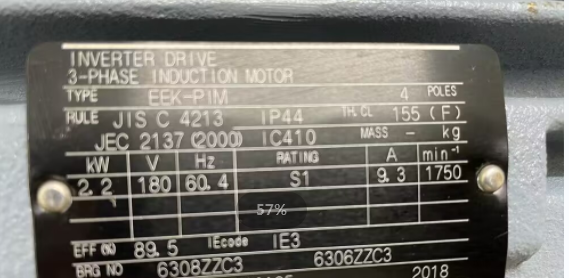 INVERTER DRIVE
3-PHASE INDUCTION MOTOR
TYPE EEK-P1M 4 POLES
RULE JIS C 4213 IP44 TH. CL 155 (F)
JEC 2137 (2000) IC410 MASS - kg
kW V Hz RATING A min⁻¹
2.2 180 60.4 S1 9.3 1750
57%
EFF (%) 89.5 IEcode IE3
BRG NO 6308ZZC3 6306ZZC3
2018